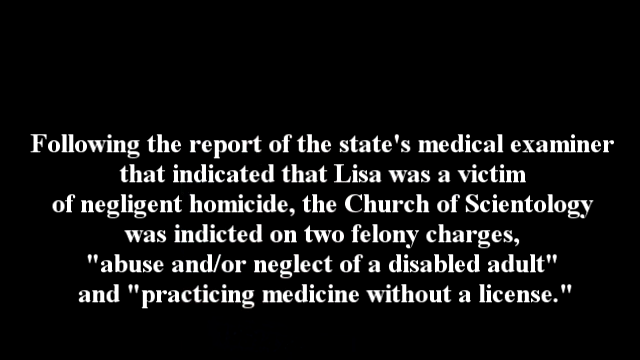 Following the report of the state's medical examiner
that indicated that Lisa was a victim
of negligent homicide, the Church of Scientology
was indicted on two felony charges,
"abuse and/or neglect of a disabled adult"
and "practicing medicine without a license."